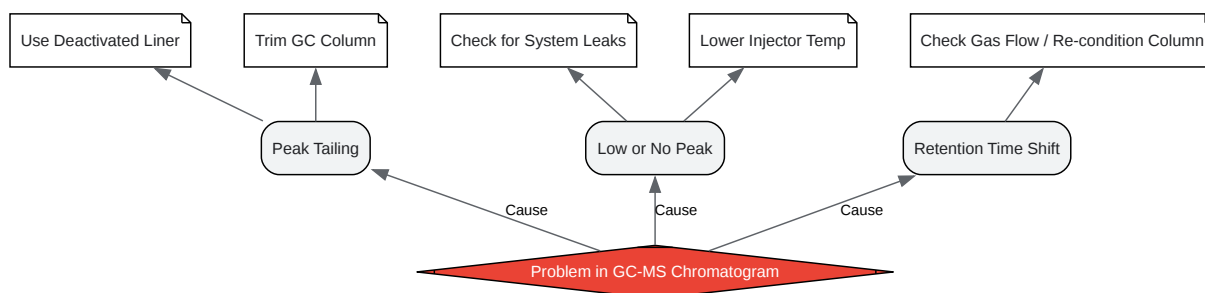 Use Deactivated Liner
Trim GC Column
Check for System Leaks
Lower Injector Temp
Check Gas Flow / Re-condition Column
Peak Tailing
Low or No Peak
Retention Time Shift
Cause
Cause
Cause
Problem in GC-MS Chromatogram